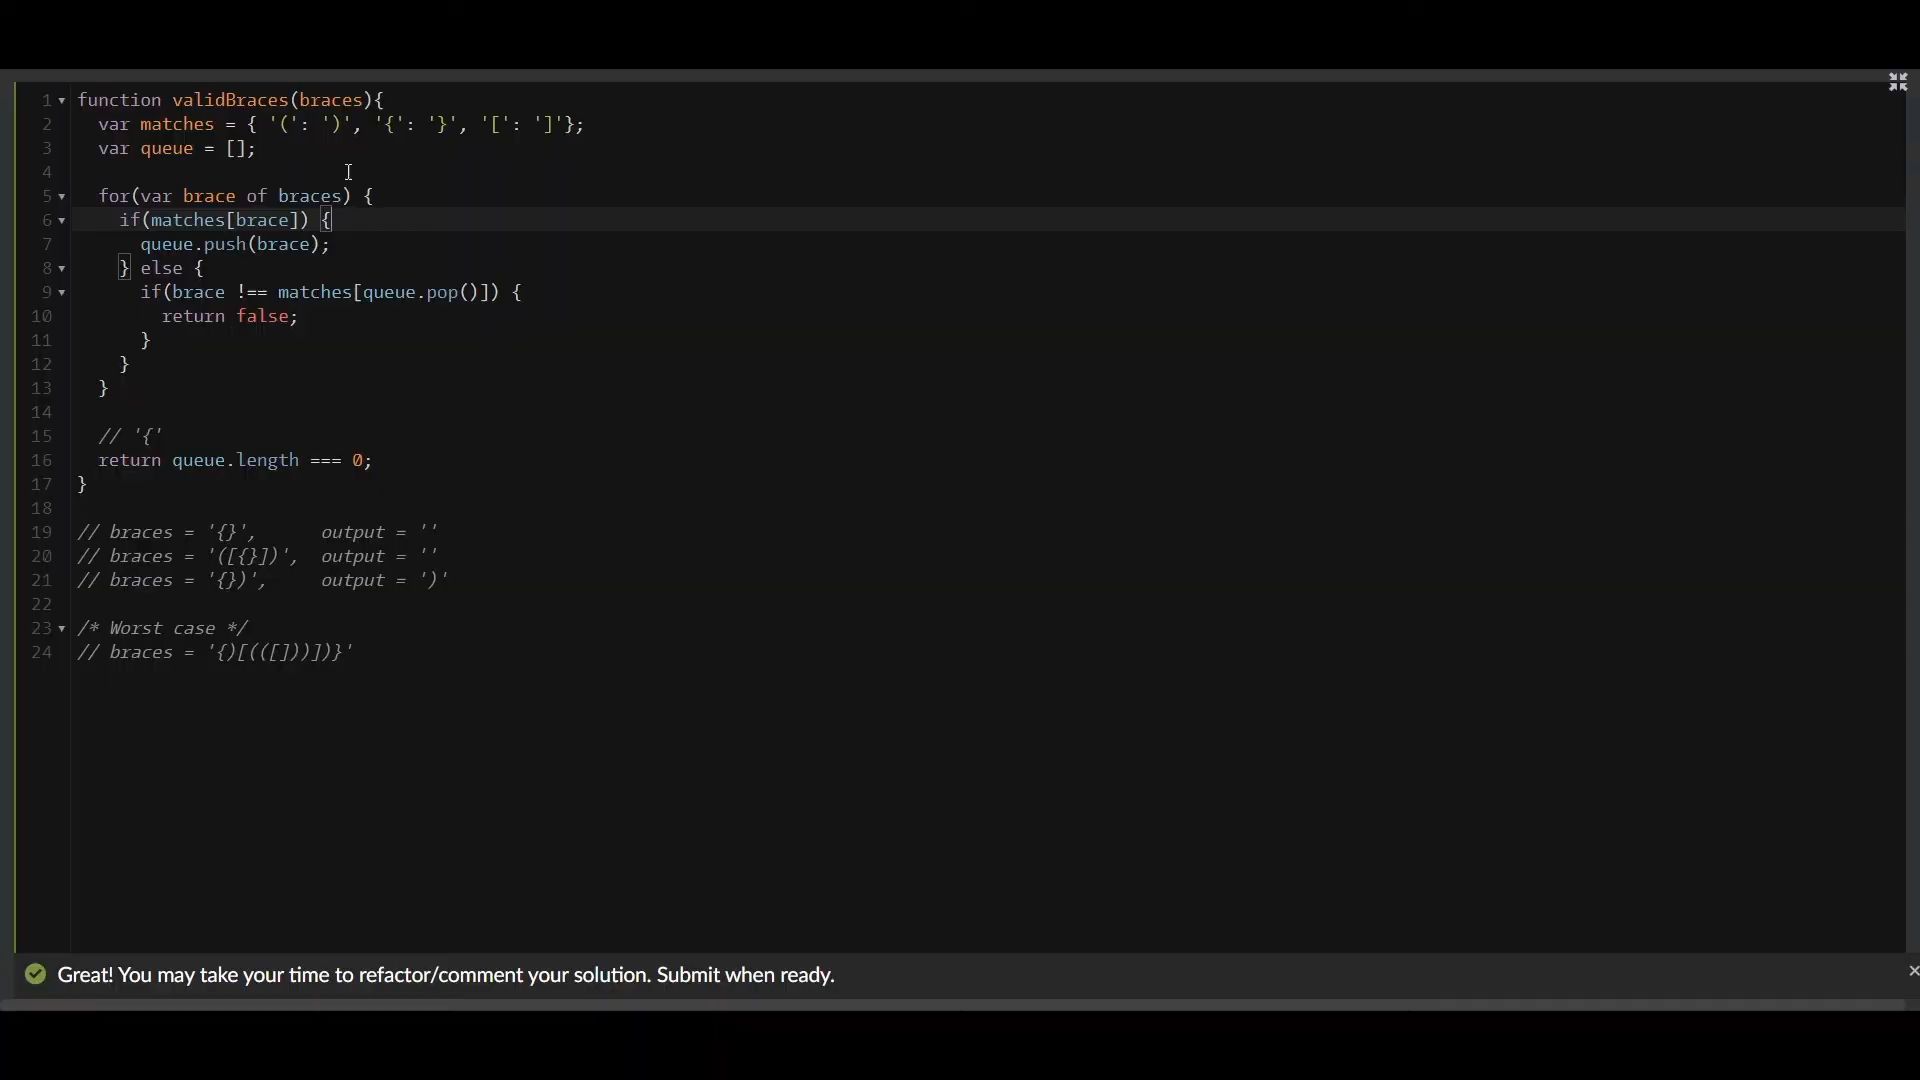 1 function validBraces(braces){
2   var matches = { '(': ')', '{': '}', '[': ']'};
3   var queue = [];
4
5   for(var brace of braces) {
6     if(matches[brace]) {
7       queue.push(brace);
8     } else {
9       if(brace !== matches[queue.pop()]) {
10         return false;
11       }
12     }
13   }
14
15   // '{'
16   return queue.length === 0;
17 }
18
19 // braces = '{}',      output = ''
20 // braces = '([{}])',  output = ''
21 // braces = '{})',     output = ')'
22
23 /* Worst case */
24 // braces = '{)[(([]))])}'
Great! You may take your time to refactor/comment your solution. Submit when ready.